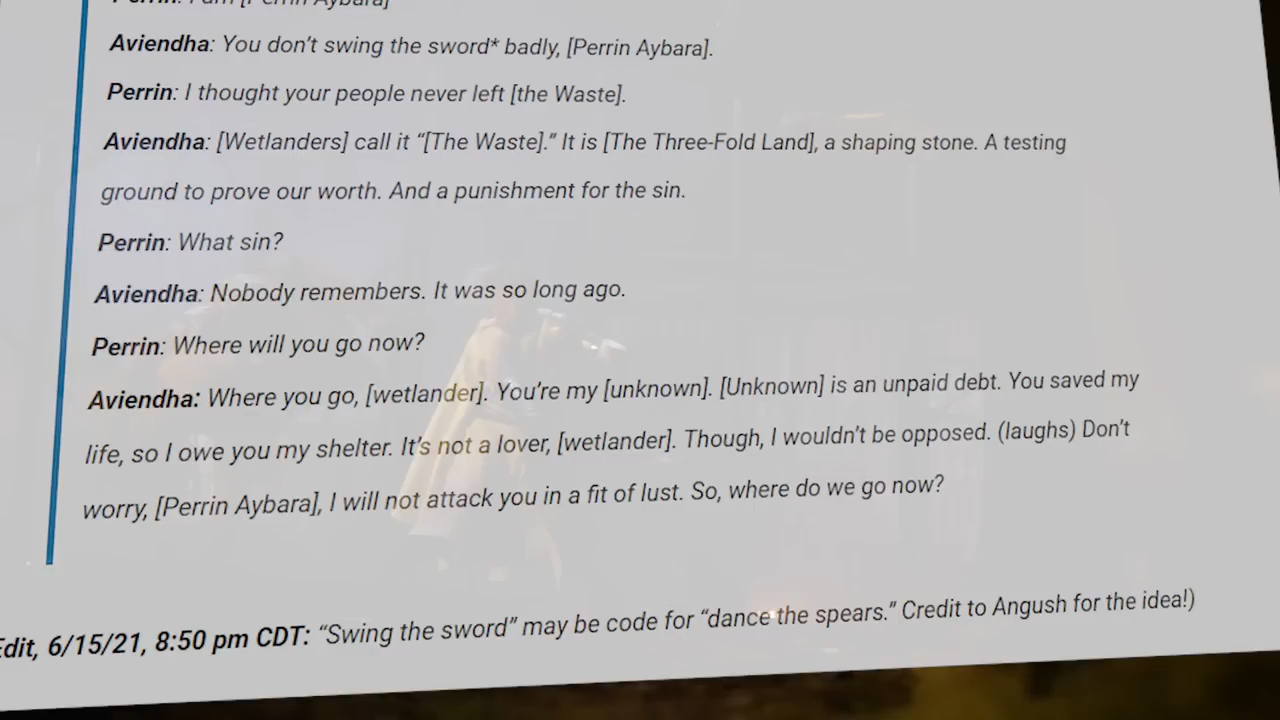 Perrin: I am [Perrin Aybara]
Aviendha: You don't swing the sword* badly, [Perrin Aybara].
Perrin: I thought your people never left [the Waste].
Aviendha: [Wetlanders] call it “[The Waste].” It is [The Three-Fold Land], a shaping stone. A testing
ground to prove our worth. And a punishment for the sin.
Perrin: What sin?
Aviendha: Nobody remembers. It was so long ago.
Perrin: Where will you go now?
Aviendha: Where you go, [wetlander]. You’re my [unknown]. [Unknown] is an unpaid debt. You saved my
life, so I owe you my shelter. It’s not a lover, [wetlander]. Though, I wouldn’t be opposed. (laughs) Don’t
worry, [Perrin Aybara], I will not attack you in a fit of lust. So, where do we go now?
Edit, 6/15/21, 8:50 pm CDT: “Swing the sword” may be code for “dance the spears.” Credit to Angush for the idea!)